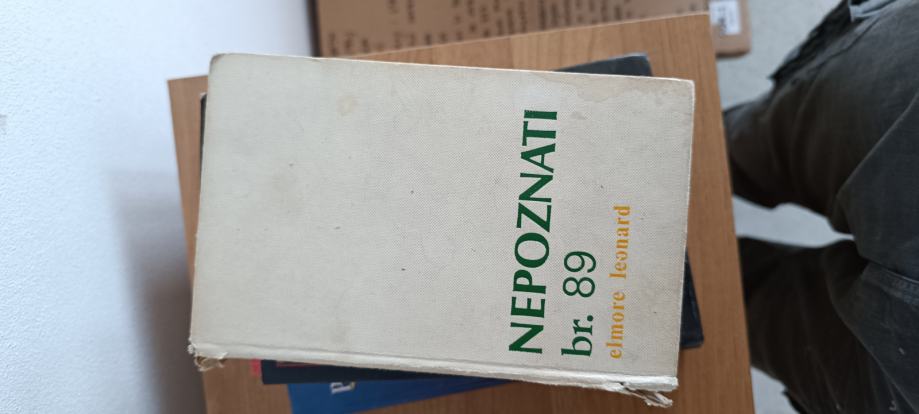 NEPOZNATI
br. 89
elmore leonard